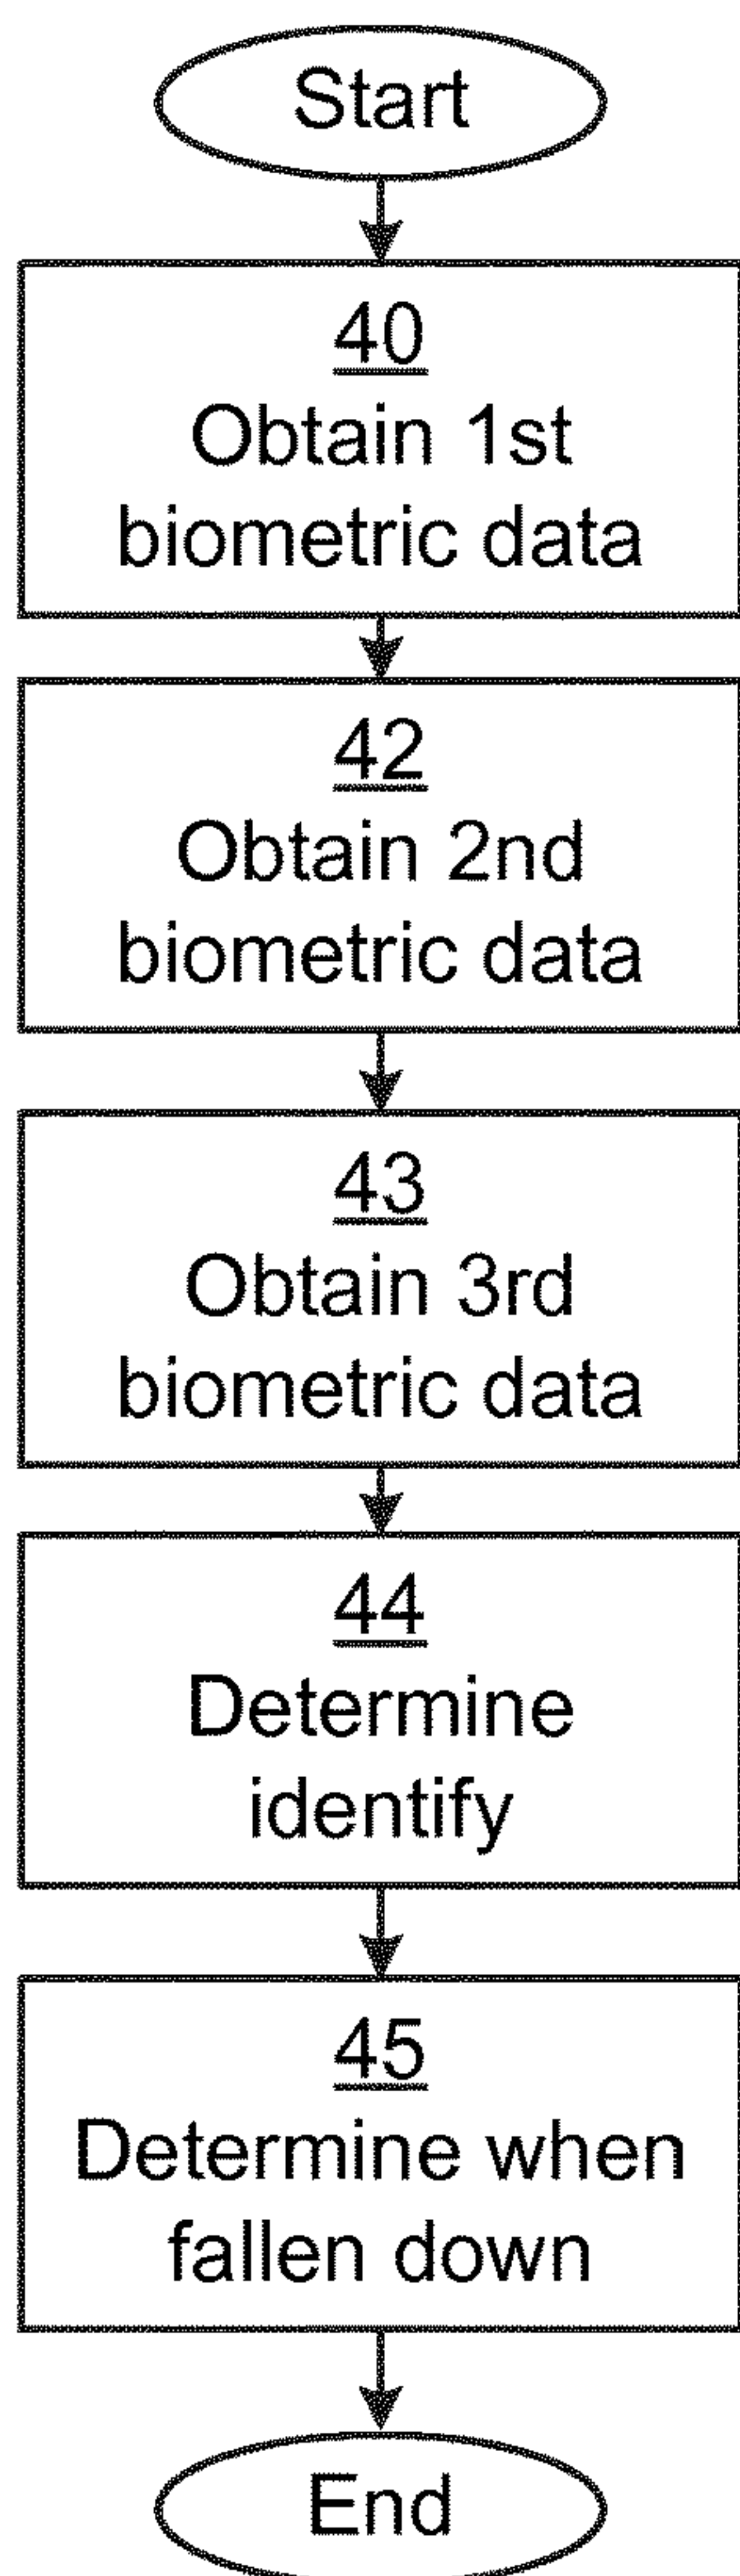 Start
40
Obtain 1st
biometric data
42
Obtain 2nd
biometric data
43
Obtain 3rd
biometric data
44
Determine
identify
45
Determine when
fallen down
End